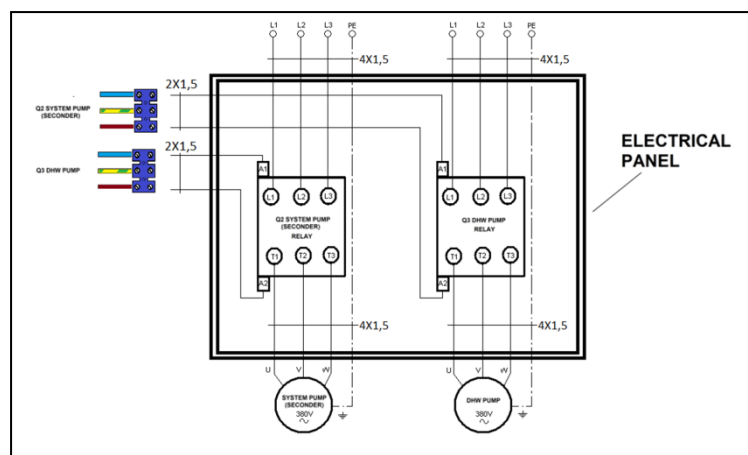 L1 L2 L3 PE
L1 L2 L3 PE
4X1,5
4X1,5
2X1,5
Q2 SYSTEM PUMP
(SECONDER)
2X1,5
Q3 DHW PUMP
ELECTRICAL
PANEL
A1
A1
L1 L2 L3
L1 L2 L3
Q2 SYSTEM PUMP
(SECONDER)
RELAY
Q3 DHW PUMP
RELAY
T1 T2 T3
T1 T2 T3
A2
A2
4X1,5
4X1,5
U V W
U V W
SYSTEM PUMP
(SECONDER)
380V
DHW PUMP
380V